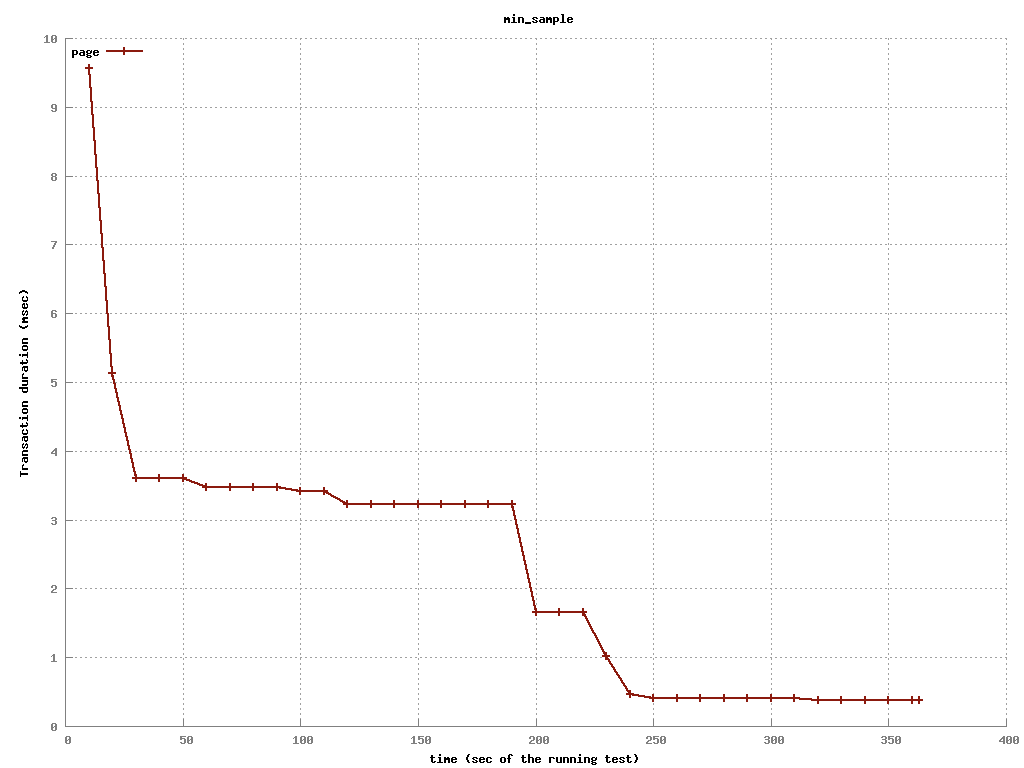 min_sample
page
10
9
8
7
6
5
4
3
2
1
0
Transaction duration (msec)
0 50 100 150 200 250 300 350 400
time (sec of the running test)